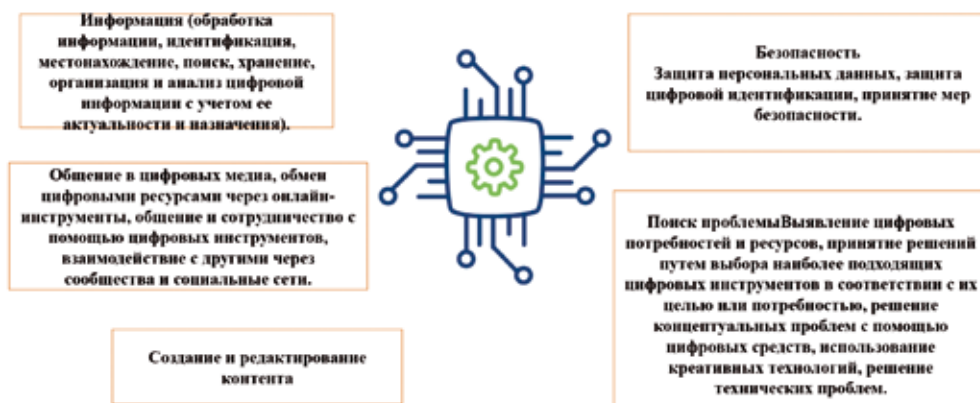 Информация (обработка
информации, идентификация,
местонахождение, поиск, хранение,
организация и анализ цифровой
информации с учетом ее
актуальности и назначения).
Общение в цифровых медиа, обмен
цифровыми ресурсами через онлайн-
инструменты, общение и сотрудничество с
помощью цифровых инструментов,
взаимодействие с другими через
сообщества и социальные сети.
Создание и редактирование
контента
Безопасность
Защита персональных данных, защита
цифровой идентификации, принятие мер
безопасности.
Поиск проблемыВыявление цифровых
потребностей и ресурсов, принятие решений
путем выбора наиболее подходящих
цифровых инструментов в соответствии с их
целью или потребностью, решение
концептуальных проблем с помощью
цифровых средств, использование
креативных технологий, решение
технических проблем.